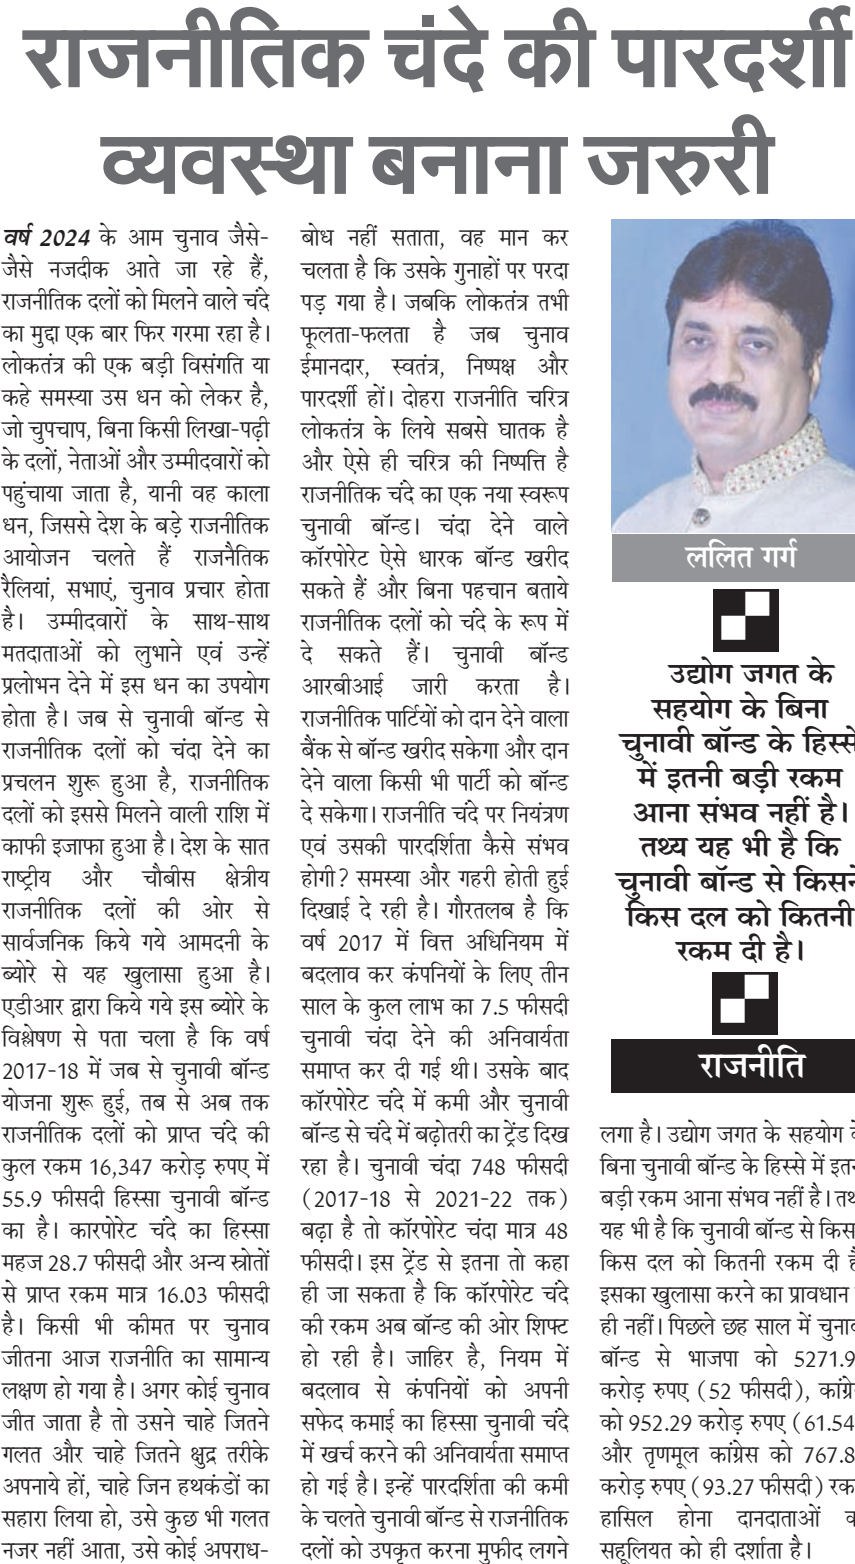 राजनीतिक चंदे की पारदर्शी
व्यवस्था बनाना जरुरी
वर्ष 2024 के आम चुनाव जैसे-
जैसे नजदीक आते जा रहे हैं,
राजनीतिक दलों को मिलने वाले चंदे
का मुद्दा एक बार फिर गरमा रहा है।
लोकतंत्र की एक बड़ी विसंगति या
कहे समस्या उस धन को लेकर है,
जो चुपचाप, बिना किसी लिखा-पढ़ी
के दलों, नेताओं और उम्मीदवारों को
पहुंचाया जाता है, यानी वह काला
धन, जिससे देश के बड़े राजनीतिक
आयोजन चलते हैं राजनैतिक
रैलियां, सभाएं, चुनाव प्रचार होता
है। उम्मीदवारों के साथ-साथ
मतदाताओं को लुभाने एवं उन्हें
प्रलोभन देने में इस धन का उपयोग
होता है। जब से चुनावी बॉन्ड से
राजनीतिक दलों को चंदा देने का
प्रचलन शुरू हुआ है, राजनीतिक
दलों को इससे मिलने वाली राशि में
काफी इजाफा हुआ है। देश के सात
राष्ट्रीय और चौबीस क्षेत्रीय
राजनीतिक दलों की ओर से
सार्वजनिक किये गये आमदनी के
ब्योरे से यह खुलासा हुआ है।
एडीआर द्वारा किये गये इस ब्योरे के
विश्लेषण से पता चला है कि वर्ष
2017-18 में जब से चुनावी बॉन्ड
योजना शुरू हुई, तब से अब तक
राजनीतिक दलों को प्राप्त चंदे की
कुल रकम 16,347 करोड़ रुपए में
55.9 फीसदी हिस्सा चुनावी बॉन्ड
का है। कारपोरेट चंदे का हिस्सा
महज 28.7 फीसदी और अन्य स्रोतों
से प्राप्त रकम मात्र 16.03 फीसदी
है। किसी भी कीमत पर चुनाव
जीतना आज राजनीति का सामान्य
लक्षण हो गया है। अगर कोई चुनाव
जीत जाता है तो उसने चाहे जितने
गलत और चाहे जितने क्षुद्र तरीके
अपनाये हों, चाहे जिन हथकंडों का
सहारा लिया हो, उसे कुछ भी गलत
नजर नहीं आता, उसे कोई अपराध-
बोध नहीं सताता, वह मान कर
चलता है कि उसके गुनाहों पर परदा
पड़ गया है। जबकि लोकतंत्र तभी
फूलता-फलता है जब चुनाव
ईमानदार, स्वतंत्र, निष्पक्ष और
पारदर्शी हों। दोहरा राजनीति चरित्र
लोकतंत्र के लिये सबसे घातक है
और ऐसे ही चरित्र की निष्पत्ति है
राजनीतिक चंदे का एक नया स्वरूप
चुनावी बॉन्ड। चंदा देने वाले
कॉरपोरेट ऐसे धारक बॉन्ड खरीद
सकते हैं और बिना पहचान बताये
राजनीतिक दलों को चंदे के रूप में
दे सकते हैं। चुनावी बॉन्ड
आरबीआई जारी करता है।
राजनीतिक पार्टियों को दान देने वाला
बैंक से बॉन्ड खरीद सकेगा और दान
देने वाला किसी भी पार्टी को बॉन्ड
दे सकेगा। राजनीति चंदे पर नियंत्रण
एवं उसकी पारदर्शिता कैसे संभव
होगी? समस्या और गहरी होती हुई
दिखाई दे रही है। गौरतलब है कि
वर्ष 2017 में वित्त अधिनियम में
बदलाव कर कंपनियों के लिए तीन
साल के कुल लाभ का 7.5 फीसदी
चुनावी चंदा देने की अनिवार्यता
समाप्त कर दी गई थी। उसके बाद
कॉरपोरेट चंदे में कमी और चुनावी
बॉन्ड से चंदे में बढ़ोतरी का ट्रेंड दिख
रहा है। चुनावी चंदा 748 फीसदी
(2017-18 से 2021-22 तक)
बढ़ा है तो कॉरपोरेट चंदा मात्र 48
फीसदी। इस ट्रेंड से इतना तो कहा
ही जा सकता है कि कॉरपोरेट चंदे
की रकम अब बॉन्ड की ओर शिफ्ट
हो रही है। जाहिर है, नियम में
बदलाव से कंपनियों को अपनी
सफेद कमाई का हिस्सा चुनावी चंदे
में खर्च करने की अनिवार्यता समाप्त
हो गई है। इन्हें पारदर्शिता की कमी
के चलते चुनावी बॉन्ड से राजनीतिक
दलों को उपकृत करना मुफीद लगने
ललित गर्ग
उद्योग जगत के
सहयोग के बिना
चुनावी बॉन्ड के हिस्से
में इतनी बड़ी रकम
आना संभव नहीं है।
तथ्य यह भी है कि
चुनावी बॉन्ड से किसने
किस दल को कितनी
रकम दी है।
राजनीति
लगा है। उद्योग जगत के सहयोग
बिना चुनावी बॉन्ड के हिस्से में
बड़ी रकम आना संभव नहीं है।
यह भी है कि चुनावी बॉन्ड से
किस दल को कितनी रकम दी
इसका खुलासा करने का प्रावधान
ही नहीं। पिछले छह साल में
बॉन्ड से भाजपा को 5271.9
करोड़ रुपए (52 फीसदी),
को 952.29 करोड़ रुपए (61.54
और तृणमूल कांग्रेस को 767.8
करोड़ रुपए (93.27 फीसदी)
हासिल होना दानदाताओं
सहूलियत को ही दर्शाता है।